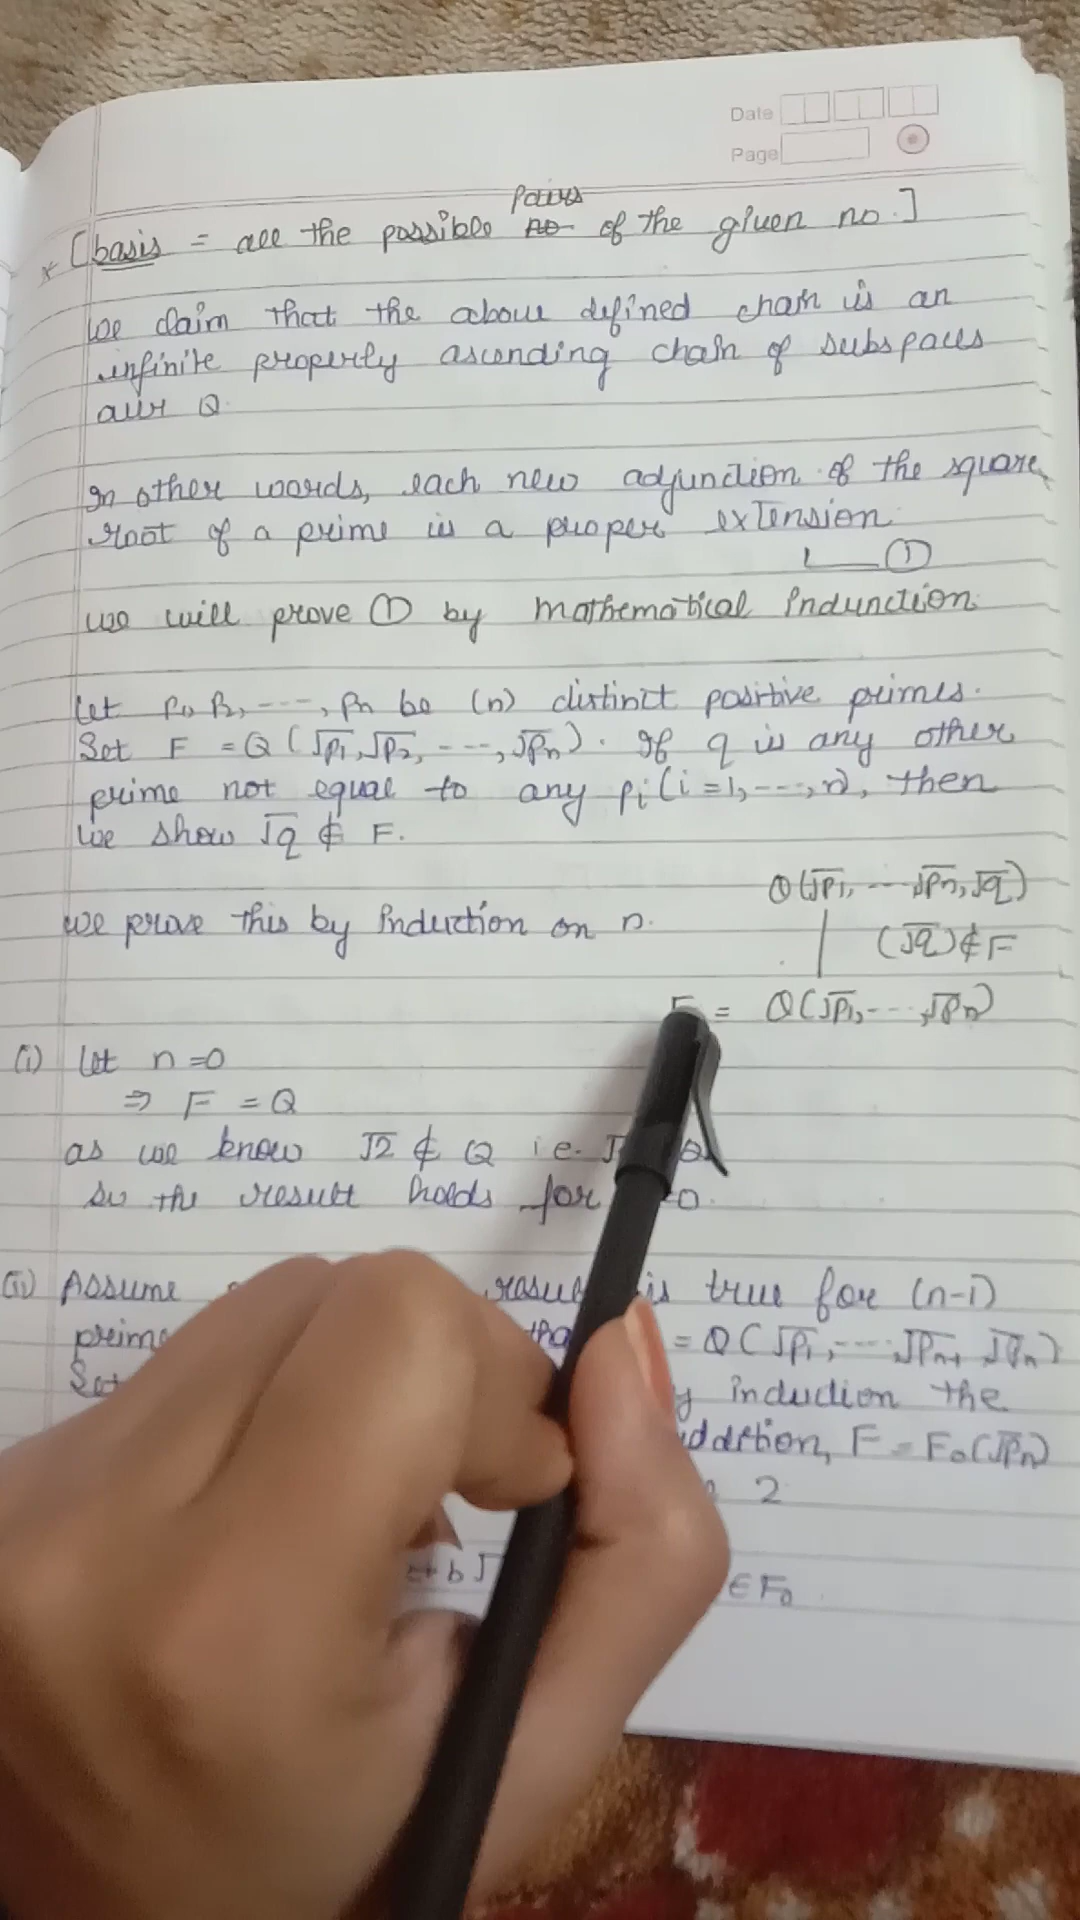 Date
Page
pairs
* [basis = all the possible no of the given no.]
we claim that the above defined chain is an
infinite properly ascending chain of subspaces
over Q.
In other words, each new adjunction of the square
root of a prime is a proper extension.
①
we will prove ① by Mathematical Indunction.
Let p₁, p₂, ---, pn be (n) distinct positive primes.
Set F = Q (√p₁, √p₂, ---, √pn). If q is any other
prime not equal to any pi (i=1, ---, n), then
we show √q ∉ F.
Q(√p₁, --- √pn, √q)
we prove this by Induction on n.
(√q) ∉ F
= Q(√p₁, ---, √pn)
(i) Let n=0
⇒ F = Q
as we know √2 ∉ Q i.e. Q
so the result holds for 0.
(ii) Assume is true for (n-1)
= Q(√p₁, --- √pn-1, √pn)
Set induction the
F = F₀(√pn)
2
+ b√ ∈ F₀